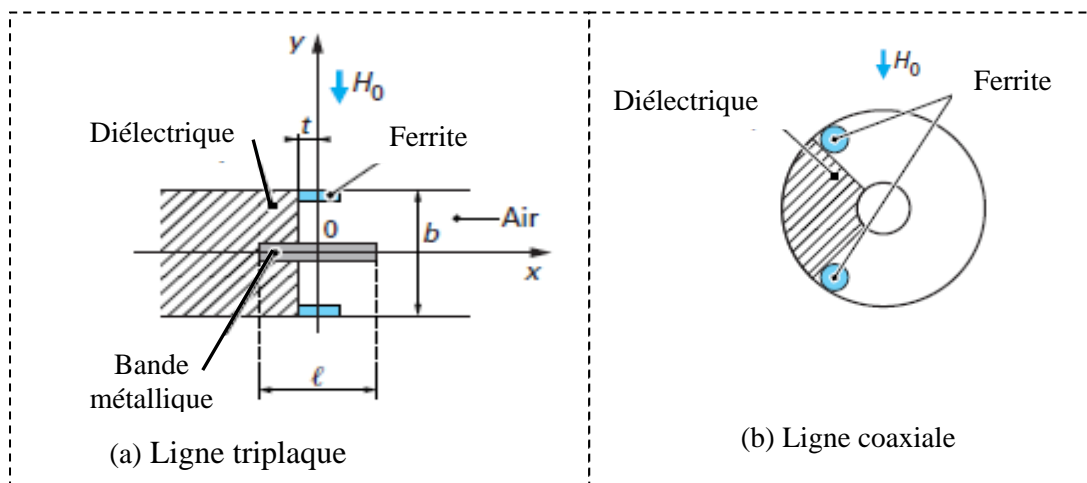 y
H₀
Diélectrique
t
Ferrite
0
b
Air
x
Bande
métallique
ℓ
(a) Ligne triplaque
H₀
Diélectrique
Ferrite
(b) Ligne coaxiale